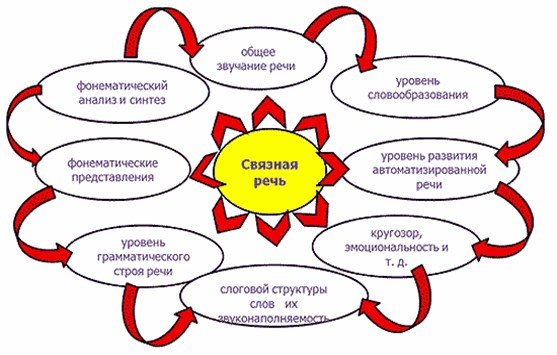 общее
звучание речи
фонематический
анализ и синтез
уровень
словообразования
фонематические
представления
Связная
речь
уровень развития
автоматизированной
речи
уровень
грамматического
строя речи
кругозор,
эмоциональность и
т. д.
слоговой структуры
слов их
звуконаполняемость